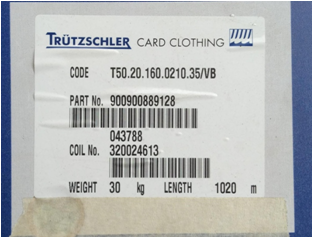 TRÜTZSCHLER CARD CLOTHING
CODE T50.20.160.0210.35/VB
PART No. 900900889128
043788
COIL No. 320024613
WEIGHT 30 kg LENGTH 1020 m